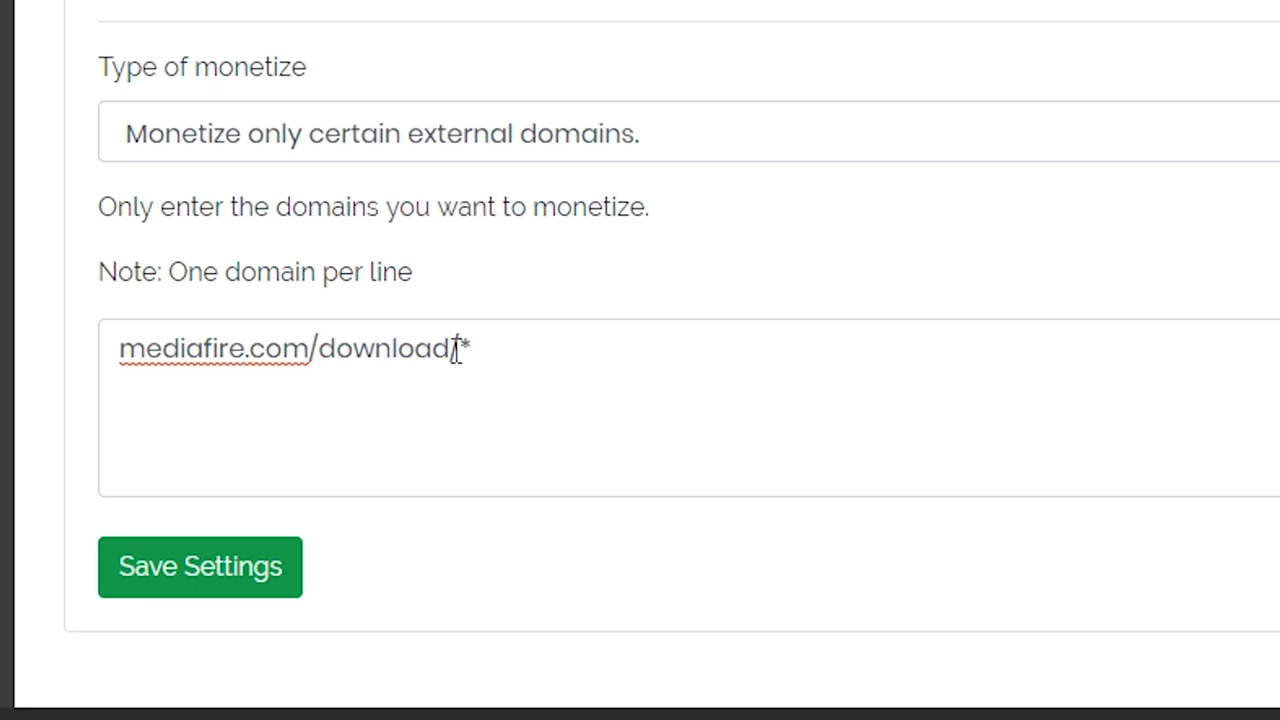 Type of monetize
Monetize only certain external domains.
Only enter the domains you want to monetize.
Note: One domain per line
mediafire.com/download/*
Save Settings